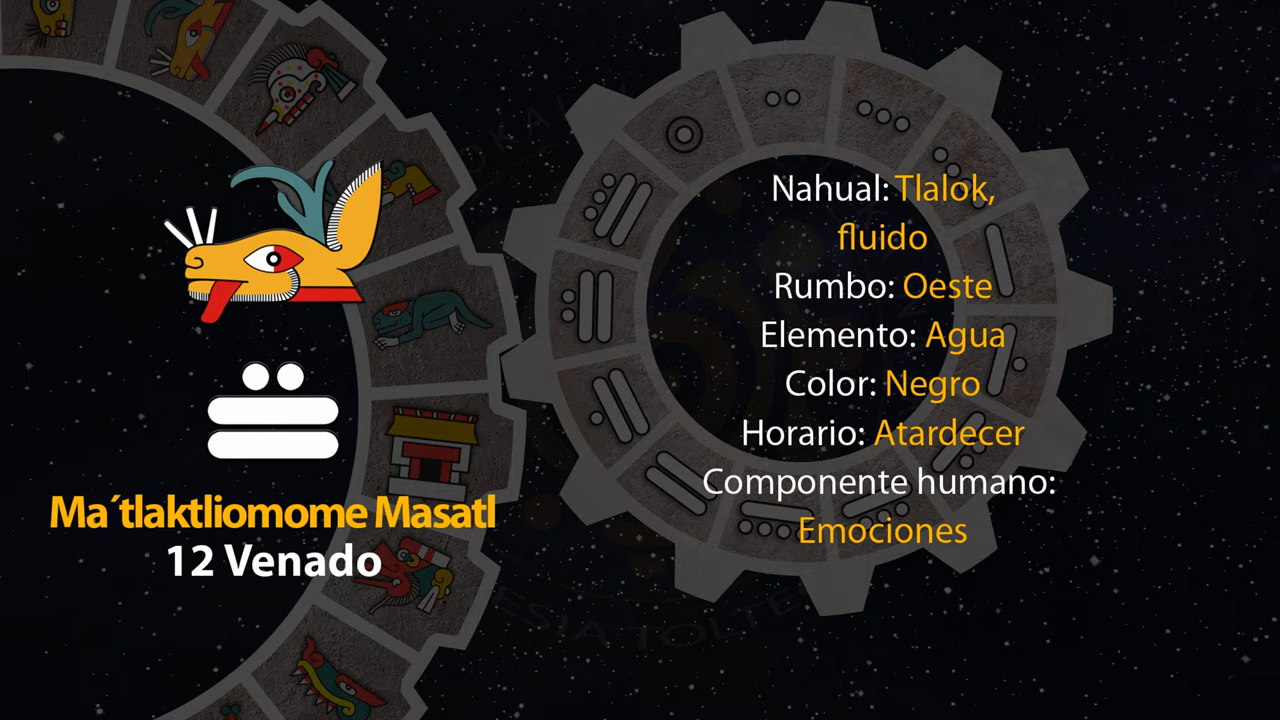 Ma´tlaktliomome Masatl
12 Venado
Nahual: Tlalok,
fluido
Rumbo: Oeste
Elemento: Agua
Color: Negro
Horario: Atardecer
Componente humano:
Emociones